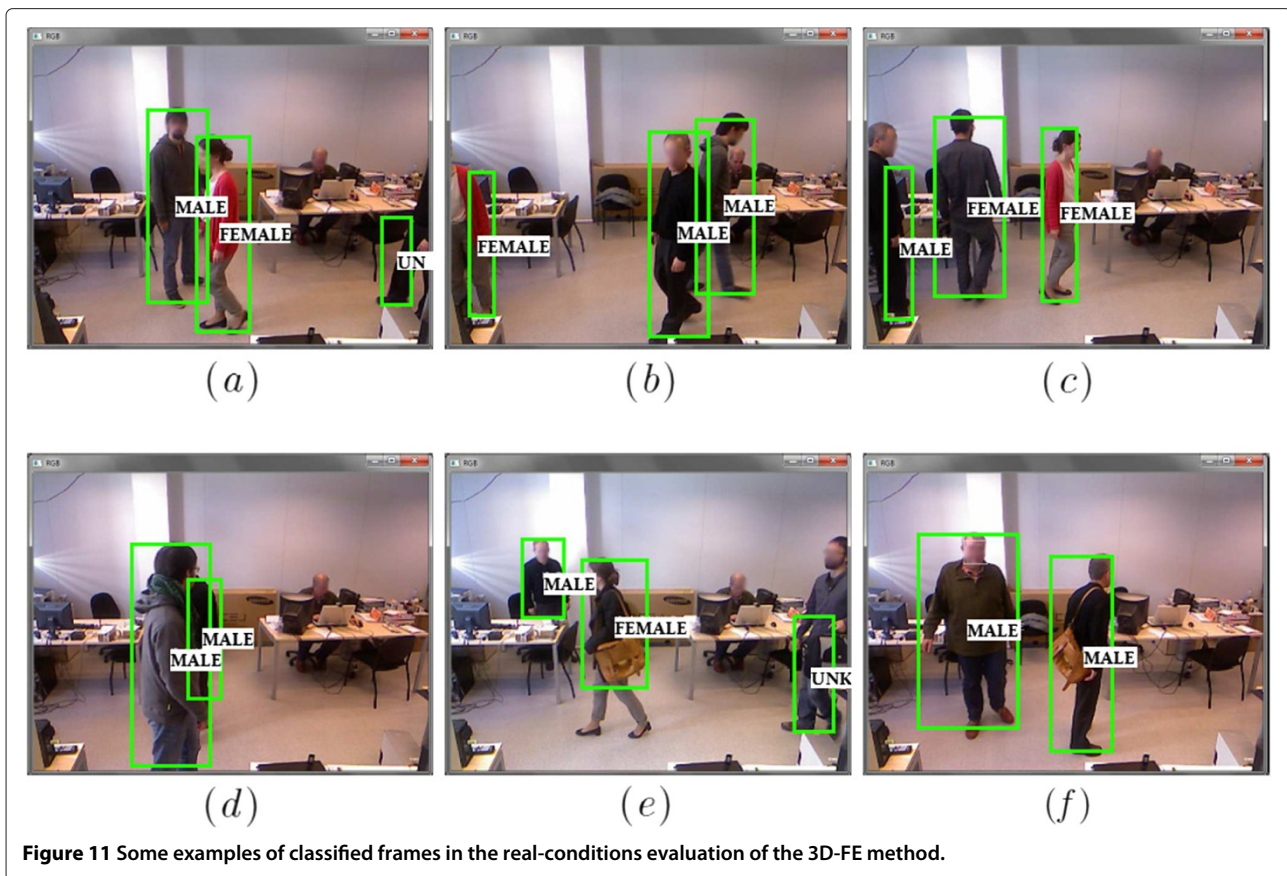 RGB
MALE
FEMALE
UN
(a)
RGB
FEMALE
MALE
MALE
(b)
RGB
MALE
FEMALE
FEMALE
(c)
RGB
MALE
MALE
(d)
RGB
MALE
FEMALE
UNK
(e)
RGB
MALE
MALE
(f)
Figure 11 Some examples of classified frames in the real-conditions evaluation of the 3D-FE method.